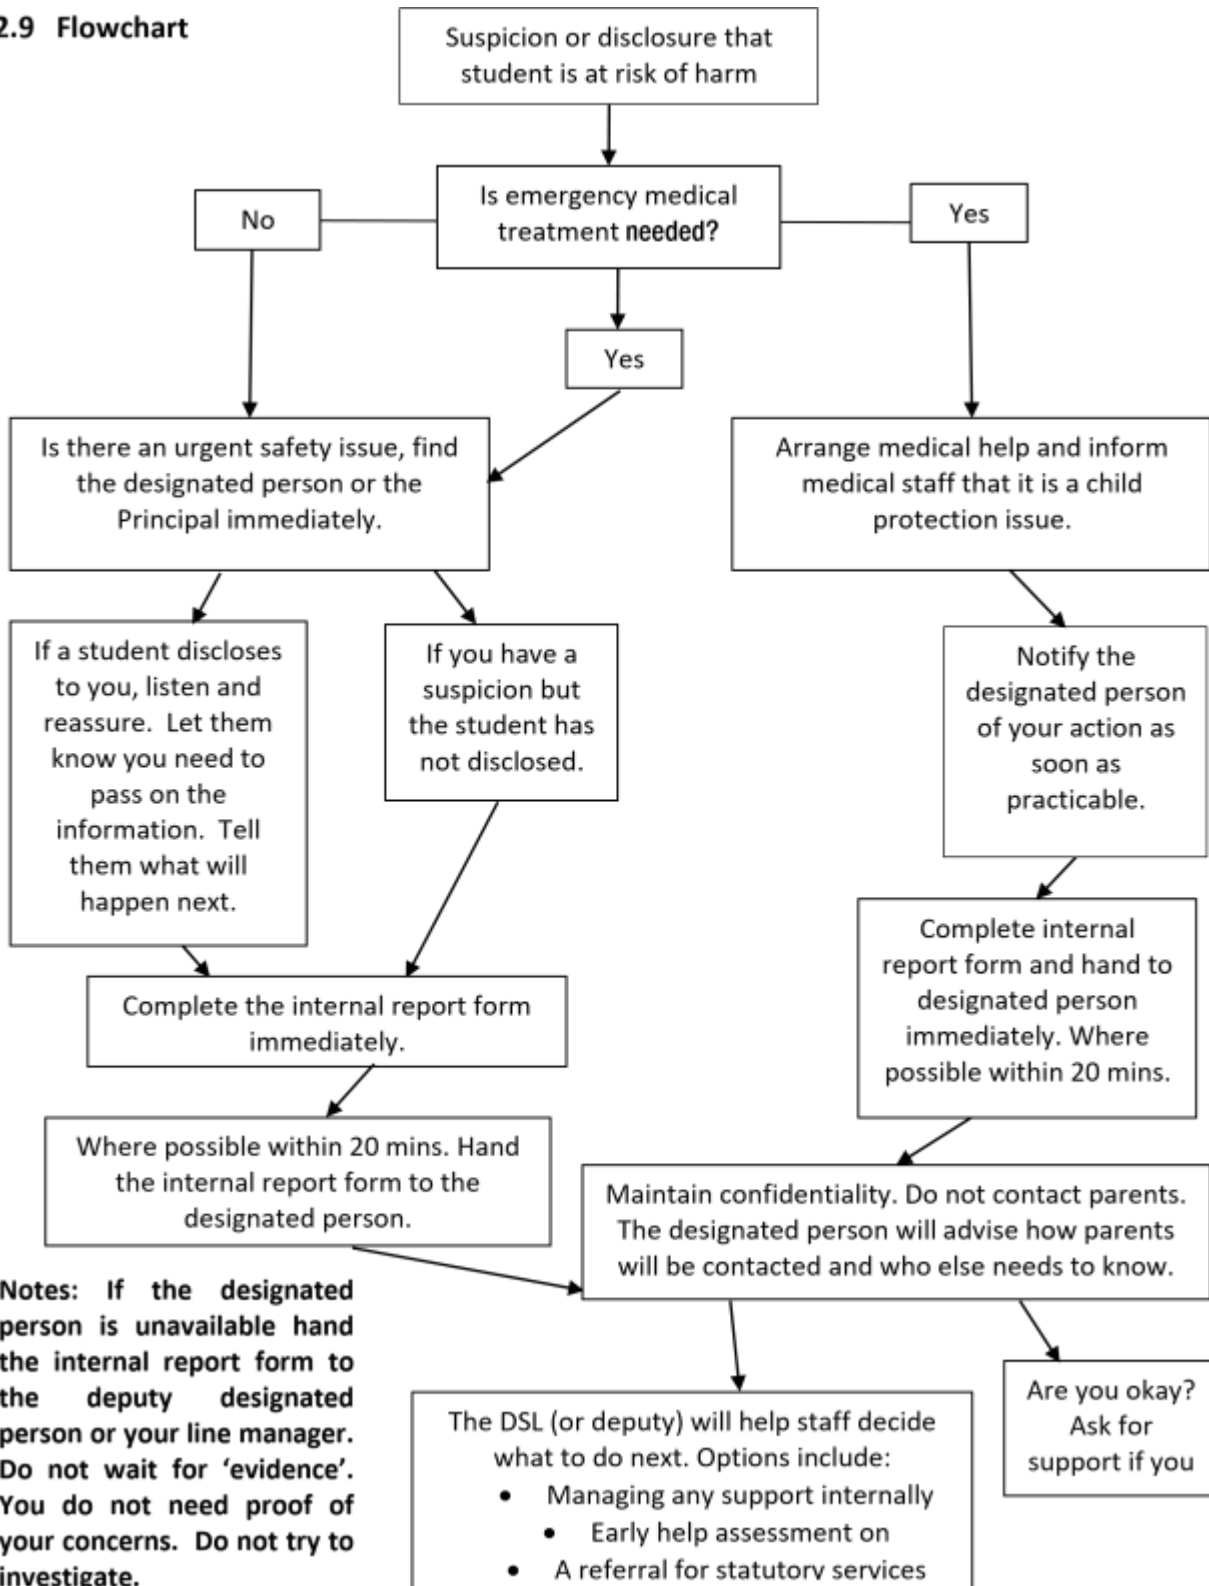 2.9 Flowchart
Suspicion or disclosure that
student is at risk of harm
Is emergency medical
treatment needed?
No
Yes
Yes
Is there an urgent safety issue, find
the designated person or the
Principal immediately.
Arrange medical help and inform
medical staff that it is a child
protection issue.
If a student discloses
to you, listen and
reassure. Let them
know you need to
pass on the
information. Tell
them what will
happen next.
If you have a
suspicion but
the student has
not disclosed.
Notify the
designated person
of your action as
soon as
practicable.
Complete internal
report form and hand to
designated person
immediately. Where
possible within 20 mins.
Complete the internal report form
immediately.
Where possible within 20 mins. Hand
the internal report form to the
designated person.
Maintain confidentiality. Do not contact parents.
The designated person will advise how parents
will be contacted and who else needs to know.
Notes: If the designated
person is unavailable hand
the internal report form to
the deputy designated
person or your line manager.
Do not wait for ‘evidence’.
You do not need proof of
your concerns. Do not try to
investigate.
The DSL (or deputy) will help staff decide
what to do next. Options include:
• Managing any support internally
• Early help assessment on
• A referral for statutory services
Are you okay?
Ask for
support if you